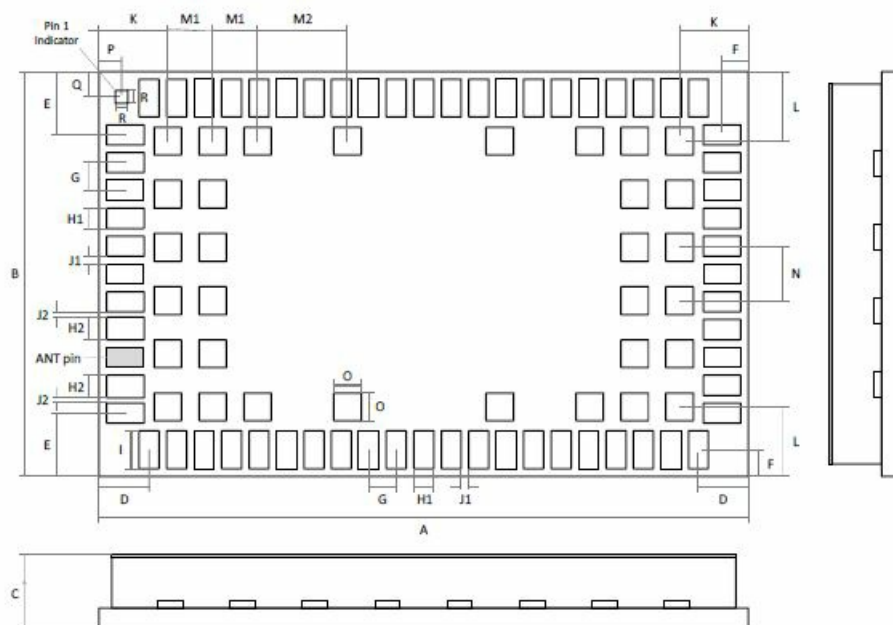 K M1 M1 M2 K
Pin 1
Indicator
P F
Q
E R L
R
G
H1
J1
B N
J2
H2
ANT pin
H2
J2
O
O
E I L
F
D G H1 J1 D
A
C